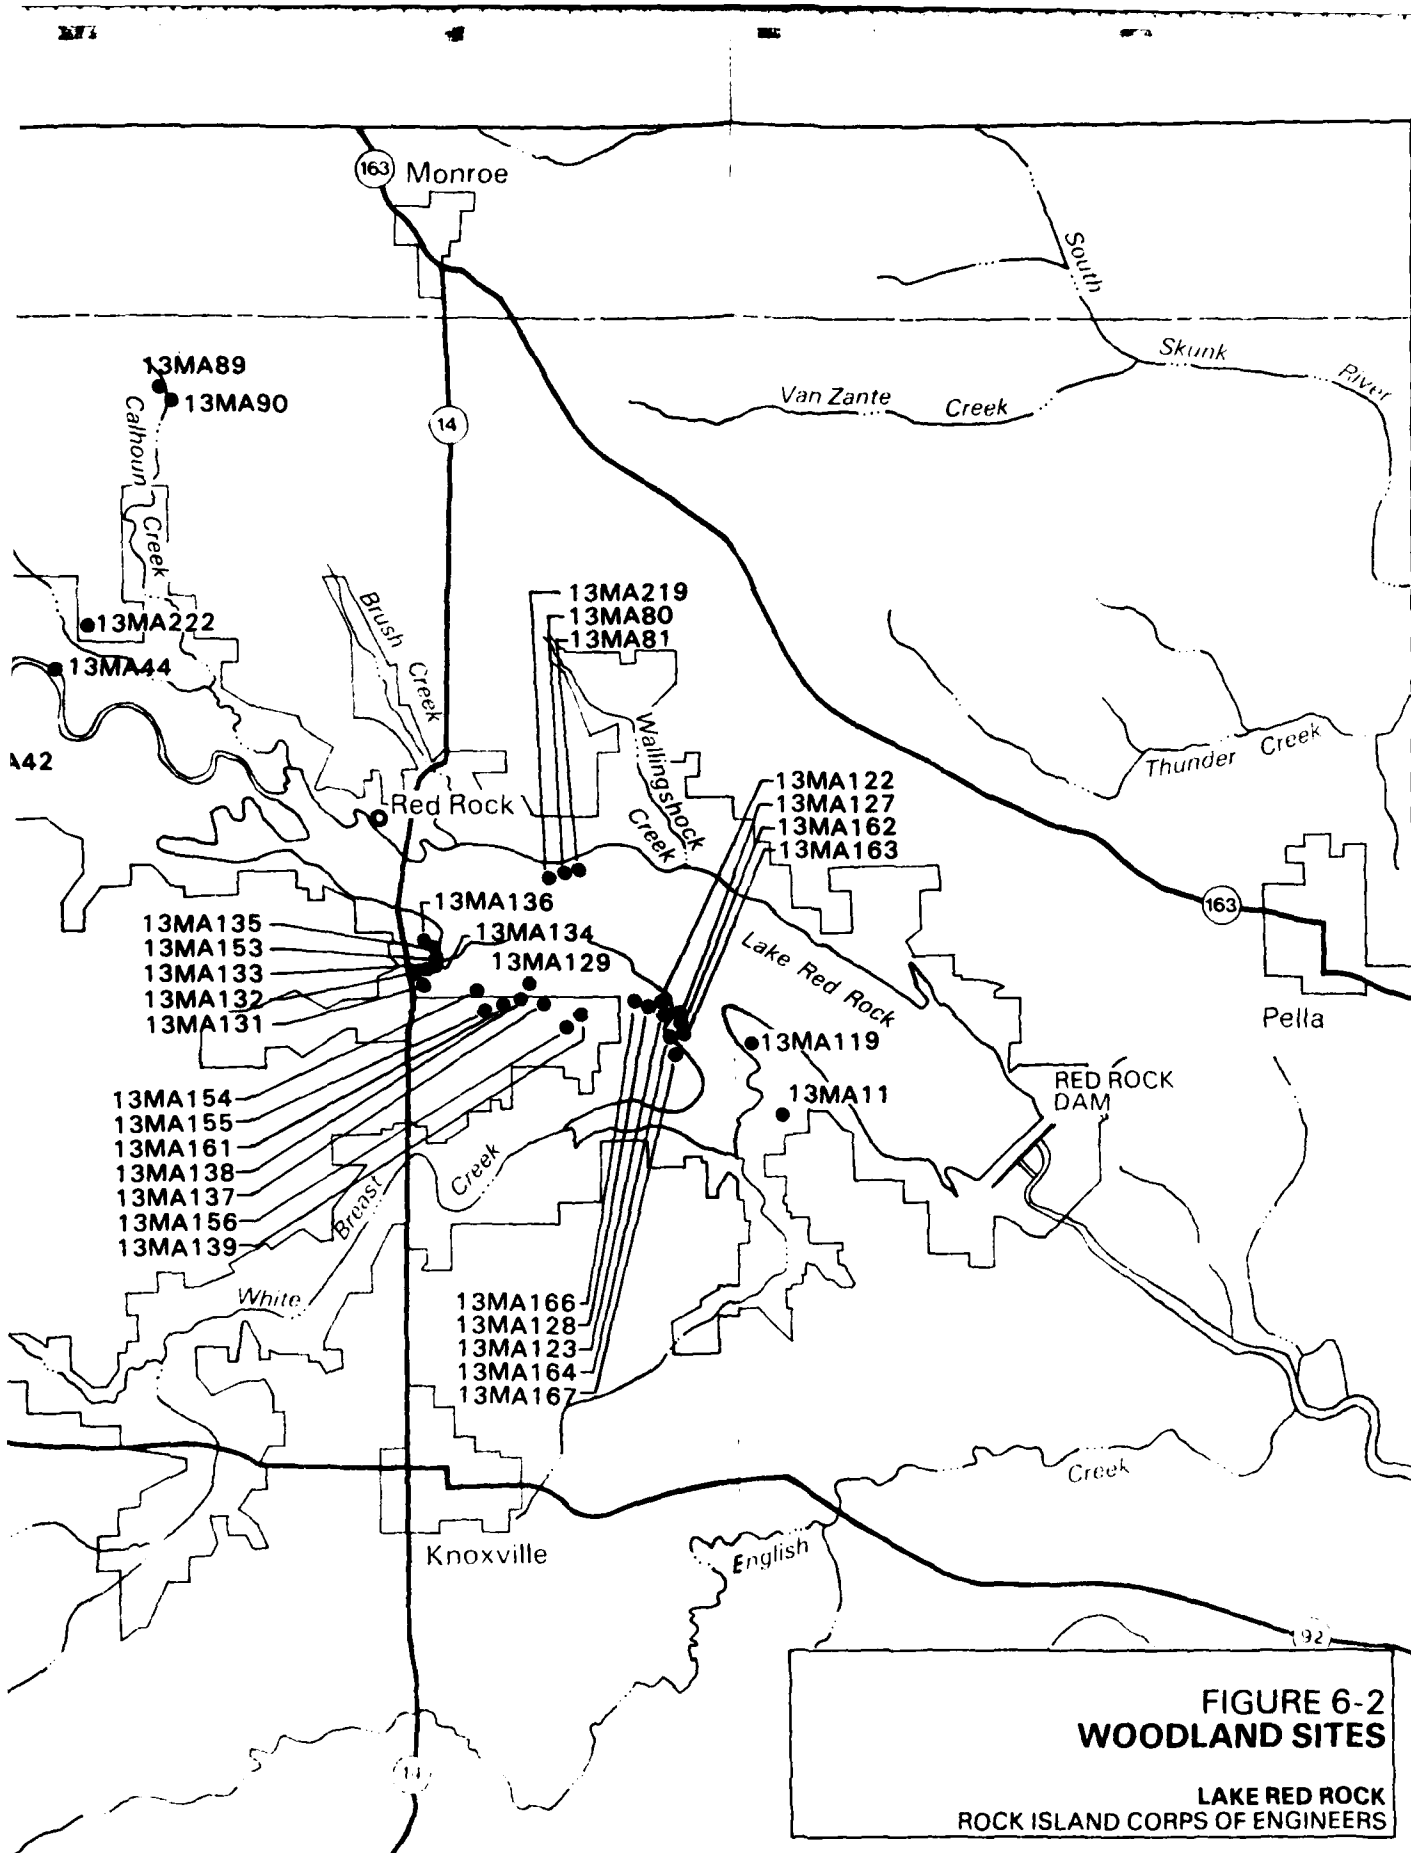 163
Monroe
South
Skunk
River
Van Zante
Creek
13MA89
13MA90
Calhoun
Creek
14
13MA222
13MA44
A42
Brush
Creek
13MA219
13MA80
13MA81
Wallingshock
Creek
Thunder
Creek
Red Rock
13MA122
13MA127
13MA162
13MA163
163
Pella
13MA136
13MA135
13MA153
13MA133
13MA132
13MA131
13MA134
13MA129
Lake Red Rock
13MA119
13MA11
RED ROCK
DAM
13MA154
13MA155
13MA161
13MA138
13MA137
13MA156
13MA139
White
Breast
Creek
13MA166
13MA128
13MA123
13MA164
13MA167
Knoxville
English
Creek
92
14
FIGURE 6-2
WOODLAND SITES
LAKE RED ROCK
ROCK ISLAND CORPS OF ENGINEERS